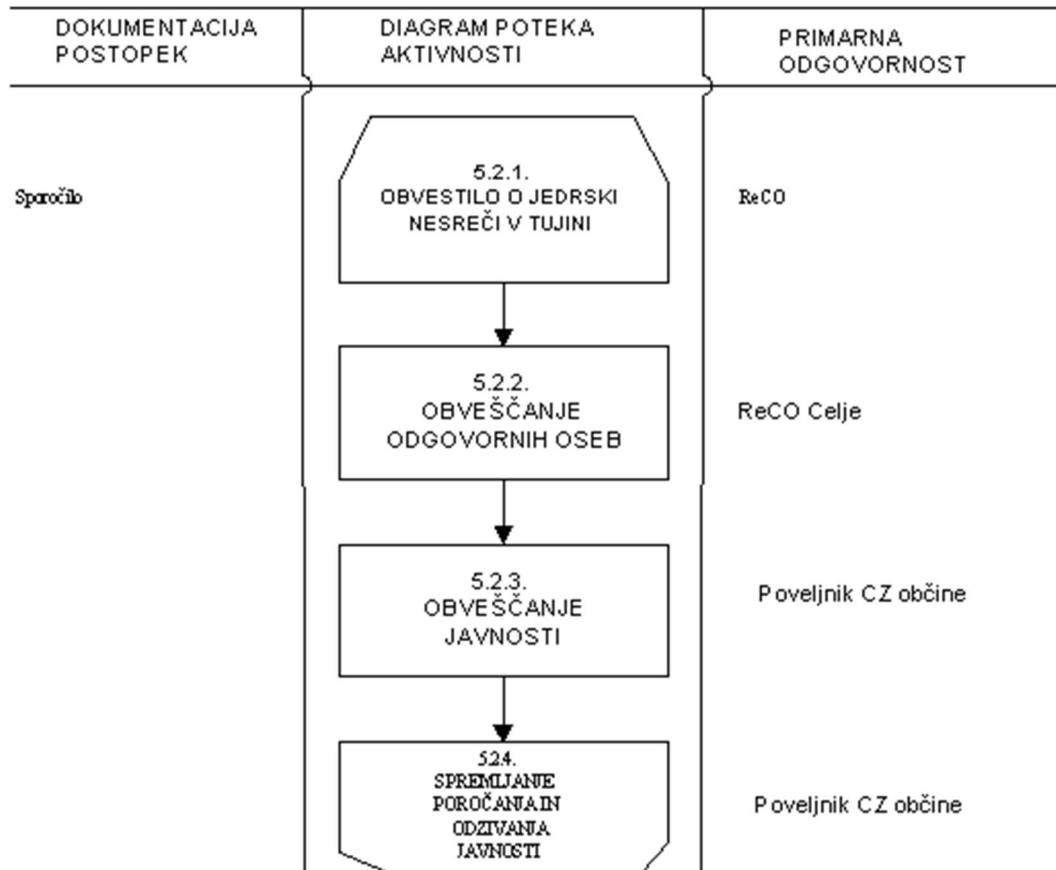 DOKUMENTACIJA
POSTOPEK
DIAGRAM POTEKA
AKTIVNOSTI
PRIMARNA
ODGOVORNOST
Sporočilo
5.2.1.
OBVESTILO O JEDRSKI
NESREČI V TUJINI
ReCO
5.2.2.
OBVEŠČANJE
ODGOVORNIH OSEB
ReCO Celje
5.2.3.
OBVEŠČANJE
JAVNOSTI
Poveljnik CZ občine
5.2.4.
SPREMLJANJE
POROČANJA IN
ODZIVANJA
JAVNOSTI
Poveljnik CZ občine